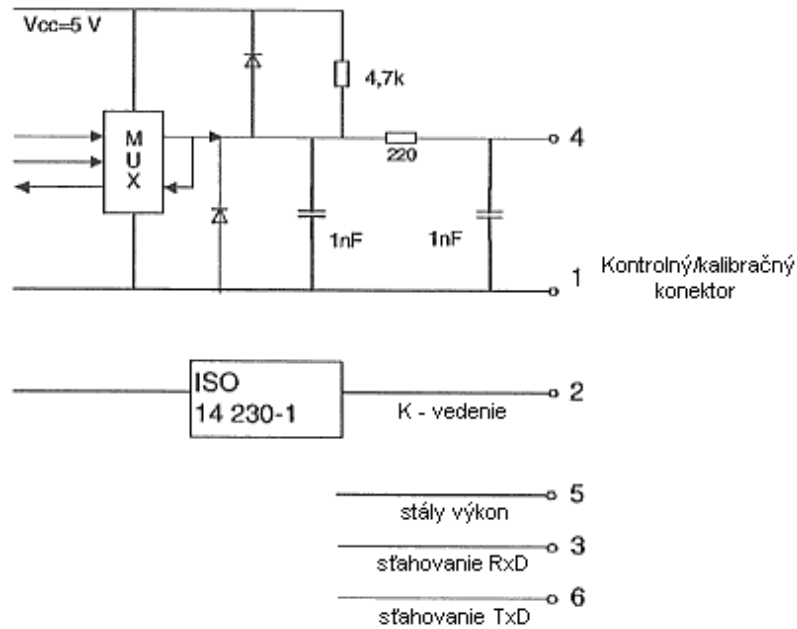 Vcc=5 V
4,7k
M
U
X
220
4
1nF
1nF
1
Kontrolný/kalibračný
konektor
ISO
14 230-1
K - vedenie
2
stály výkon
5
sťahovanie RxD
3
sťahovanie TxD
6